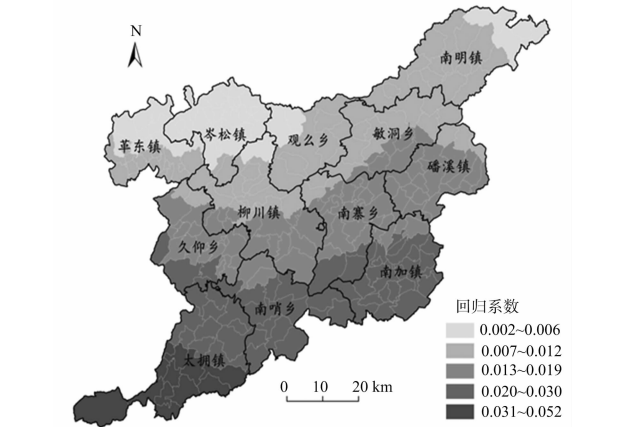 N
南明镇
岑松镇
革东镇
观么乡
敏洞乡
磻溪镇
柳川镇
南寨乡
久仰乡
南加镇
南哨乡
太拥镇
回归系数
0.002~0.006
0.007~0.012
0.013~0.019
0.020~0.030
0.031~0.052
0 10 20 km